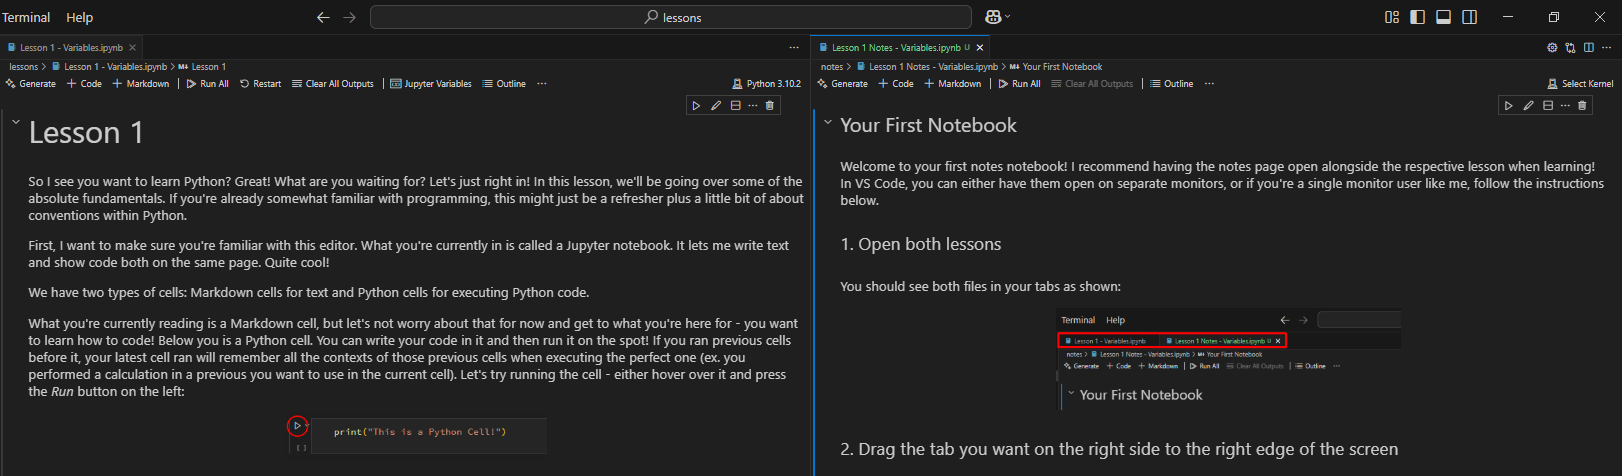 Terminal Help
lessons
Lesson 1 - Variables.ipynb
lessons > Lesson 1 - Variables.ipynb > M↓ Lesson 1
Generate + Code + Markdown | Run All Restart Clear All Outputs | Jupyter Variables Outline ...
Python 3.10.2
Lesson 1
So I see you want to learn Python? Great! What are you waiting for? Let's just right in! In this lesson, we'll be going over some of the
absolute fundamentals. If you're already somewhat familiar with programming, this might just be a refresher plus a little bit of about
conventions within Python.
First, I want to make sure you're familiar with this editor. What you're currently in is called a Jupyter notebook. It lets me write text
and show code both on the same page. Quite cool!
We have two types of cells: Markdown cells for text and Python cells for executing Python code.
What you're currently reading is a Markdown cell, but let's not worry about that for now and get to what you're here for - you want
to learn how to code! Below you is a Python cell. You can write your code in it and then run it on the spot! If you ran previous cells
before it, your latest cell ran will remember all the contexts of those previous cells when executing the perfect one (ex. you
performed a calculation in a previous you want to use in the current cell). Let's try running the cell - either hover over it and press
the Run button on the left:
print("This is a Python Cell!")
[ ]
Lesson 1 Notes - Variables.ipynb U
notes > Lesson 1 Notes - Variables.ipynb > M↓ Your First Notebook
Generate + Code + Markdown | Run All Clear All Outputs | Outline ...
Select Kernel
Your First Notebook
Welcome to your first notes notebook! I recommend having the notes page open alongside the respective lesson when learning!
In VS Code, you can either have them open on separate monitors, or if you're a single monitor user like me, follow the instructions
below.
1. Open both lessons
You should see both files in your tabs as shown:
Terminal Help
Lesson 1 - Variables.ipynb Lesson 1 Notes - Variables.ipynb U
notes > Lesson 1 Notes - Variables.ipynb > M↓ Your First Notebook
Generate + Code + Markdown | Run All Clear All Outputs | Outline ...
Your First Notebook
2. Drag the tab you want on the right side to the right edge of the screen